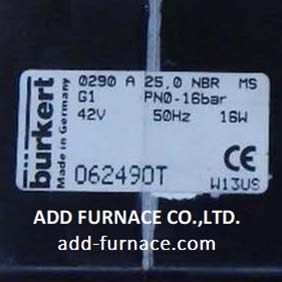 burkert
Made in Germany
0290 A 25,0 NBR MS
G1 PN0-16bar
42V 50Hz 16W
062490T
CE
W13US
ADD FURNACE CO.,LTD.
add-furnace.com